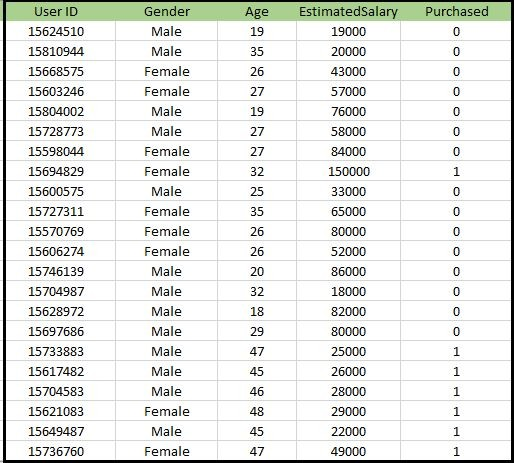 User ID Gender Age EstimatedSalary Purchased
15624510 Male 19 19000 0
15810944 Male 35 20000 0
15668575 Female 26 43000 0
15603246 Female 27 57000 0
15804002 Male 19 76000 0
15728773 Male 27 58000 0
15598044 Female 27 84000 0
15694829 Female 32 150000 1
15600575 Male 25 33000 0
15727311 Female 35 65000 0
15570769 Female 26 80000 0
15606274 Female 26 52000 0
15746139 Male 20 86000 0
15704987 Male 32 18000 0
15628972 Male 18 82000 0
15697686 Male 29 80000 0
15733883 Male 47 25000 1
15617482 Male 45 26000 1
15704583 Male 46 28000 1
15621083 Female 48 29000 1
15649487 Male 45 22000 1
15736760 Female 47 49000 1